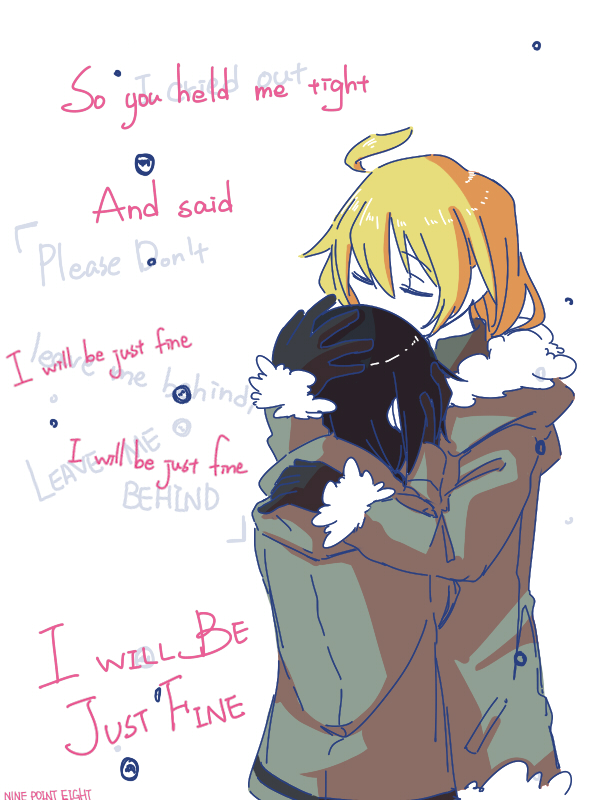 I cried out
So you held me tight
And said
「Please Don't
leave me behind,
I will be just fine
LEAVE ME
I will be just fine
BEHIND」
I WILL BE
JUST FINE
NINE POINT EIGHT